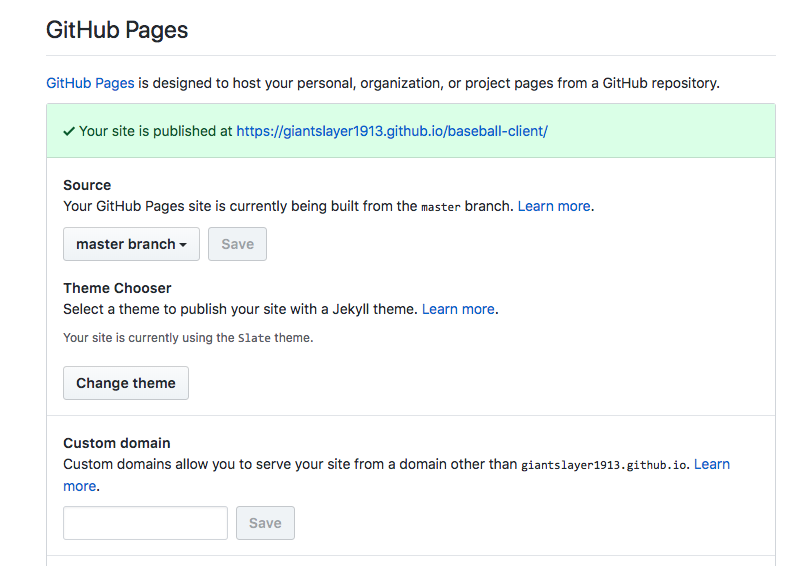 GitHub Pages
GitHub Pages is designed to host your personal, organization, or project pages from a GitHub repository.
Your site is published at https://giantslayer1913.github.io/baseball-client/
Source
Your GitHub Pages site is currently being built from the master branch. Learn more.
master branch
Save
Theme Chooser
Select a theme to publish your site with a Jekyll theme. Learn more.
Your site is currently using the Slate theme.
Change theme
Custom domain
Custom domains allow you to serve your site from a domain other than giantslayer1913.github.io. Learn
more.
Save